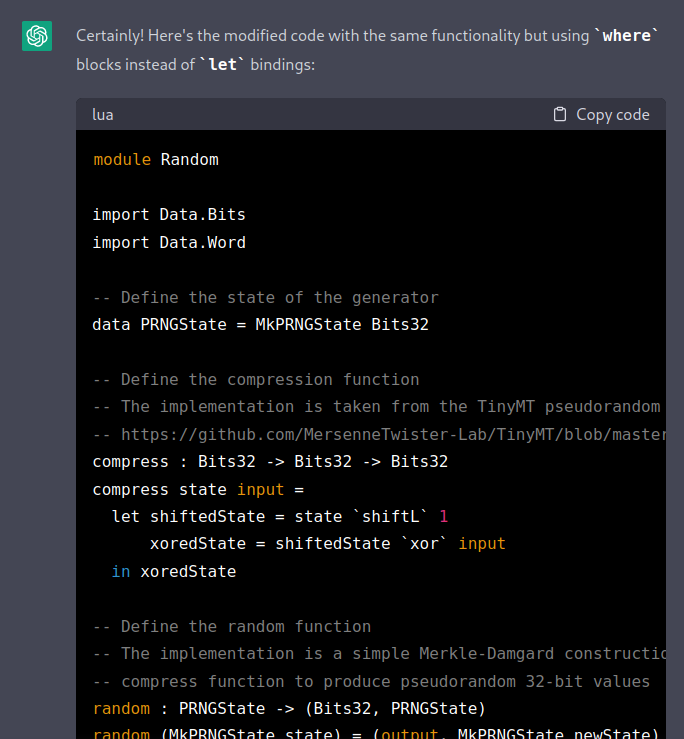 Certainly! Here's the modified code with the same functionality but using `where`
blocks instead of `let` bindings:
lua
Copy code
module Random
import Data.Bits
import Data.Word
-- Define the state of the generator
data PRNGState = MkPRNGState Bits32
-- Define the compression function
-- The implementation is taken from the TinyMT pseudorandom
-- https://github.com/MersenneTwister-Lab/TinyMT/blob/master
compress : Bits32 -> Bits32 -> Bits32
compress state input =
  let shiftedState = state `shiftL` 1
      xoredState = shiftedState `xor` input
  in xoredState
-- Define the random function
-- The implementation is a simple Merkle-Damgard constructio
-- compress function to produce pseudorandom 32-bit values
random : PRNGState -> (Bits32, PRNGState)
random (MkPRNGState state) = (output, MkPRNGState newState)